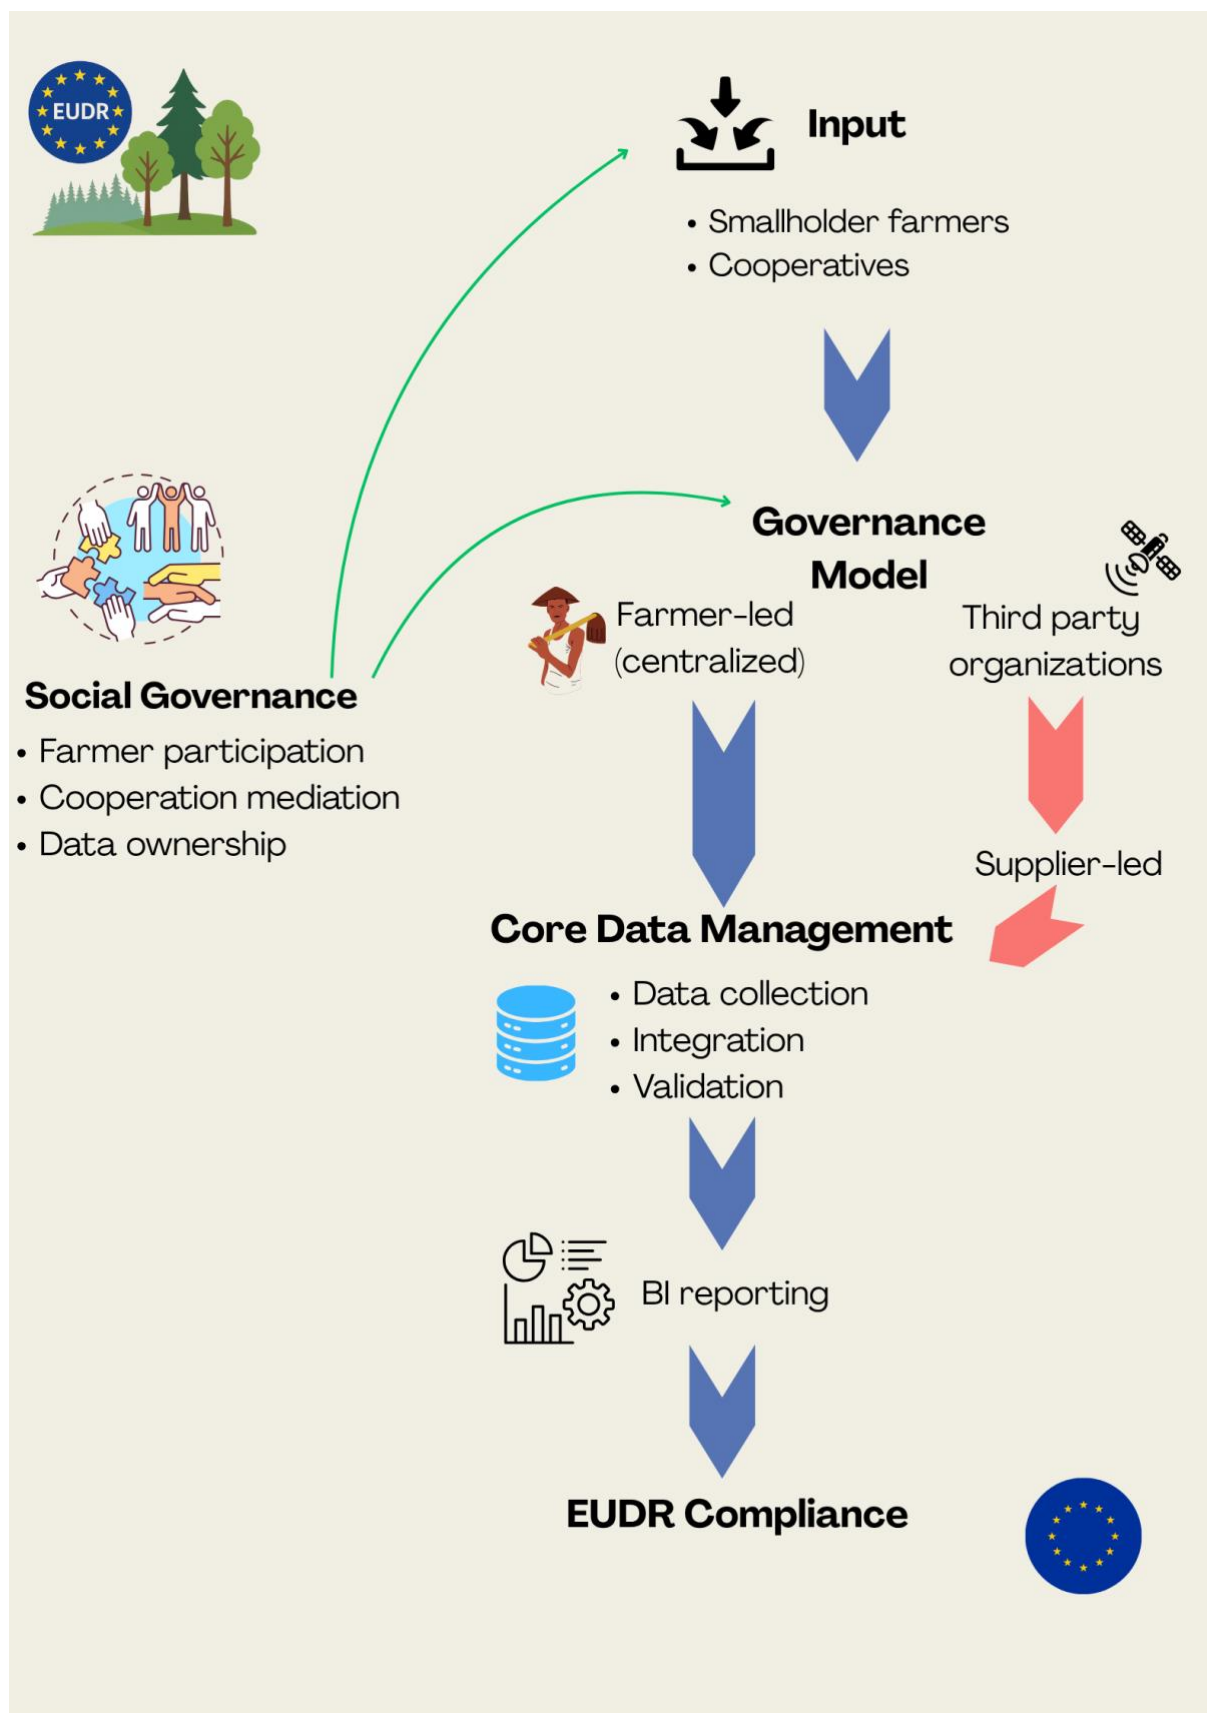 EUDR
Input
• Smallholder farmers
• Cooperatives
Governance
Model
Farmer-led
(centralized)
Third party
organizations
Social Governance
• Farmer participation
• Cooperation mediation
• Data ownership
Supplier-led
Core Data Management
• Data collection
• Integration
• Validation
BI reporting
EUDR Compliance